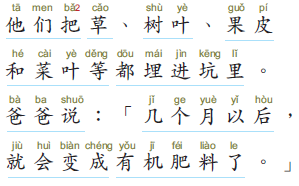 tā men bǎ2 cǎo shù yè guǒ pí
他们把草、树叶、果皮
hé cài yè děng dōu mái jìn kēng lǐ
和菜叶等都埋进坑里。
bà ba shuō jǐ ge yuè yǐ hòu
爸爸说：「几个月以后，
jiù huì biàn chéng yǒu jī féi liào le
就会变成有机肥料了。」